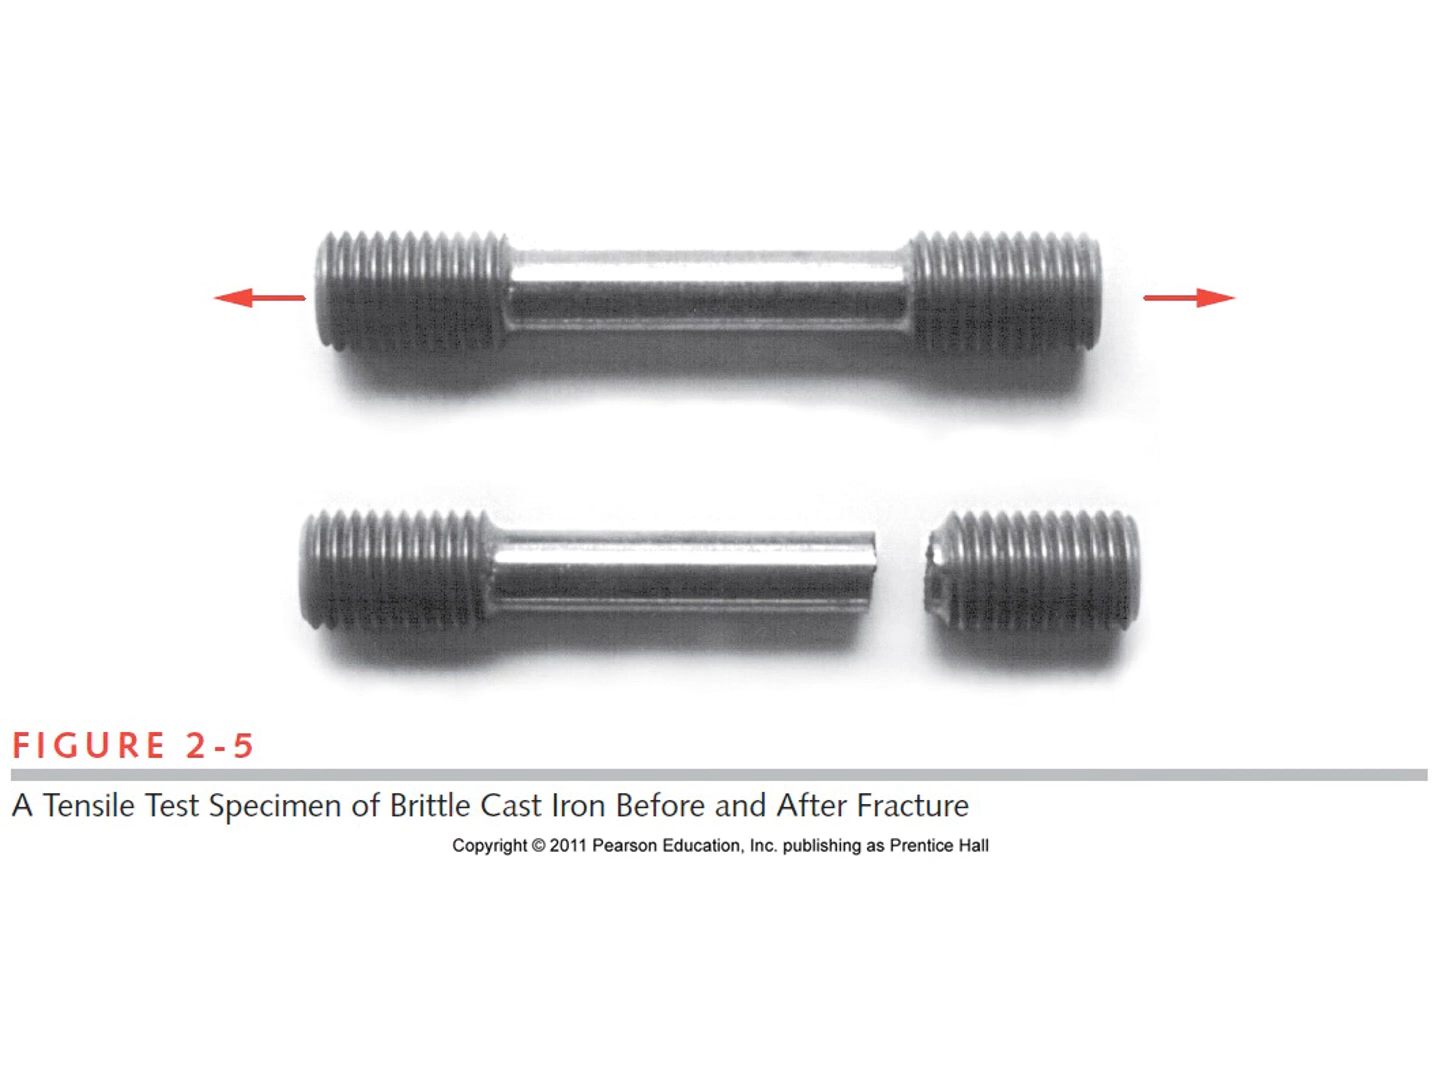 FIGURE 2-5
A Tensile Test Specimen of Brittle Cast Iron Before and After Fracture
Copyright © 2011 Pearson Education, Inc. publishing as Prentice Hall